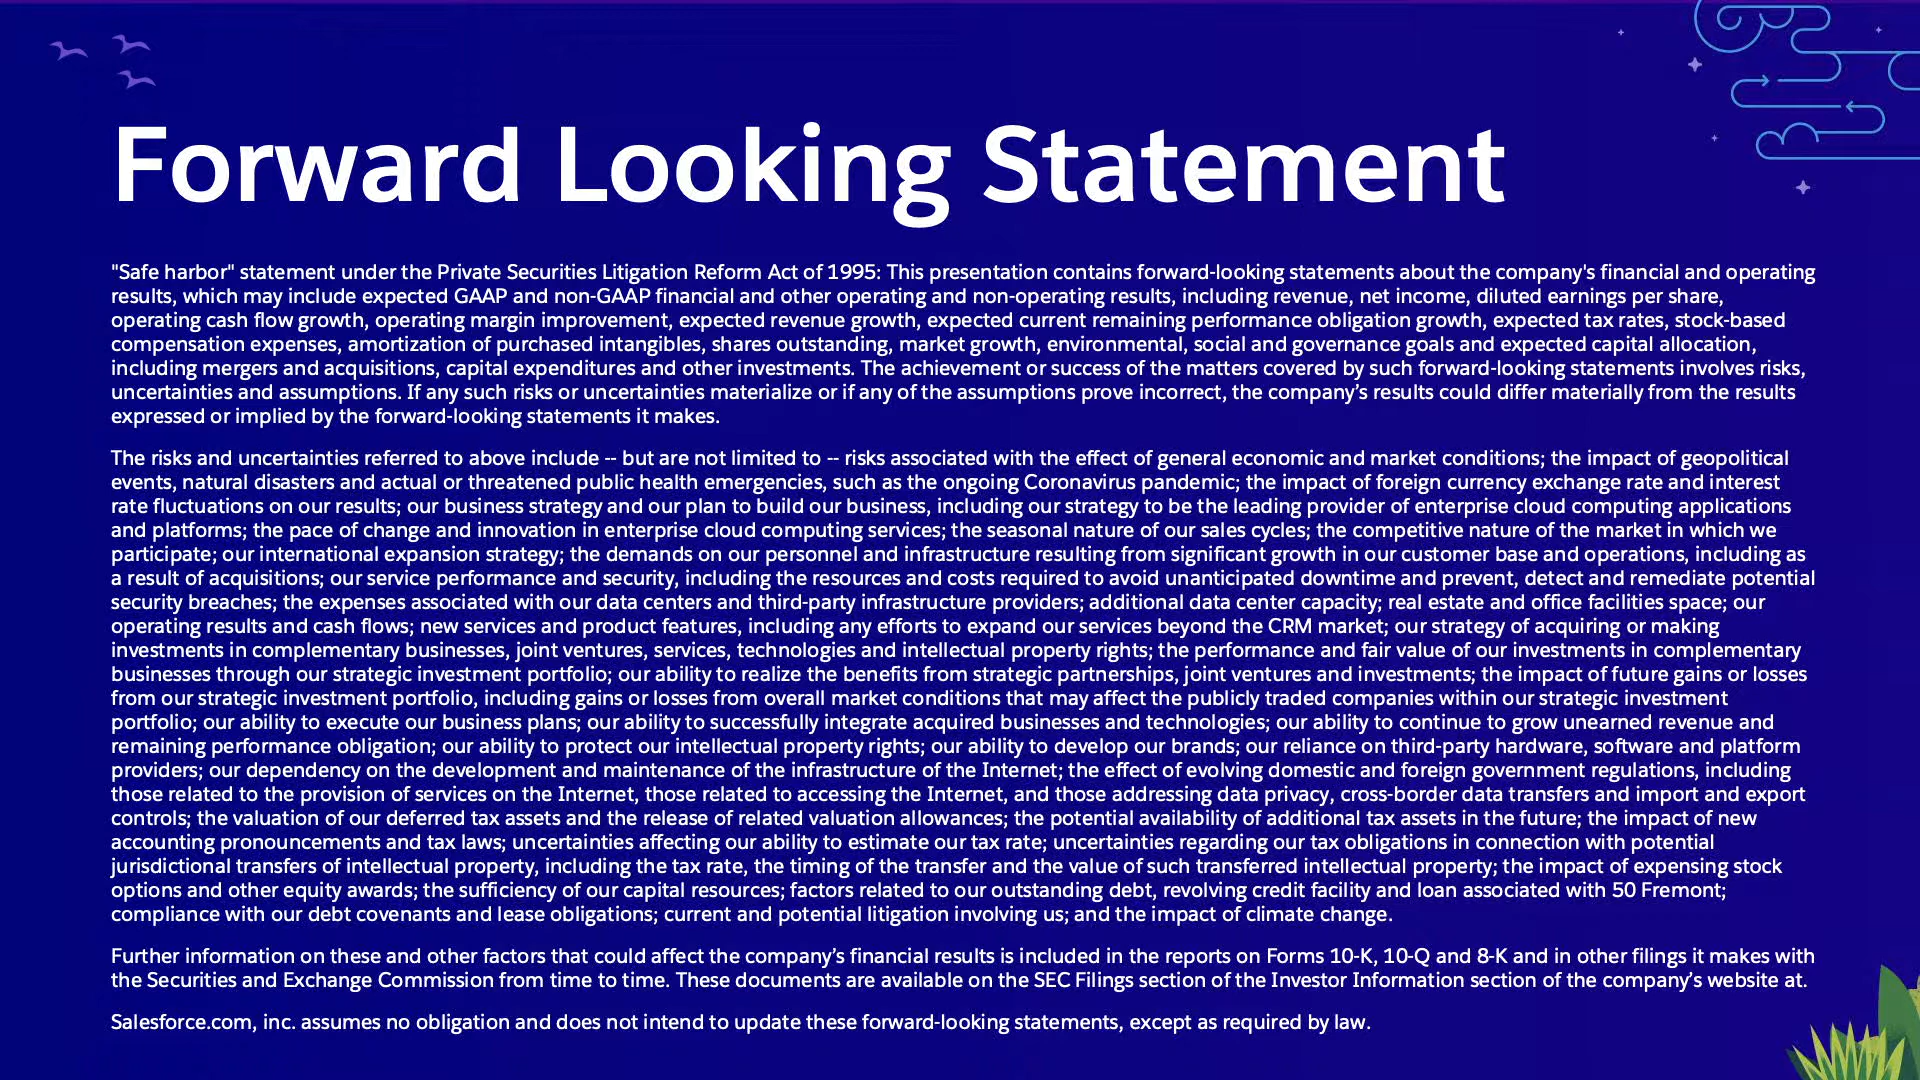 Forward Looking Statement
"Safe harbor" statement under the Private Securities Litigation Reform Act of 1995: This presentation contains forward-looking statements about the company's financial and operating
results, which may include expected GAAP and non-GAAP financial and other operating and non-operating results, including revenue, net income, diluted earnings per share,
operating cash flow growth, operating margin improvement, expected revenue growth, expected current remaining performance obligation growth, expected tax rates, stock-based
compensation expenses, amortization of purchased intangibles, shares outstanding, market growth, environmental, social and governance goals and expected capital allocation,
including mergers and acquisitions, capital expenditures and other investments. The achievement or success of the matters covered by such forward-looking statements involves risks,
uncertainties and assumptions. If any such risks or uncertainties materialize or if any of the assumptions prove incorrect, the company’s results could differ materially from the results
expressed or implied by the forward-looking statements it makes.
The risks and uncertainties referred to above include -- but are not limited to -- risks associated with the effect of general economic and market conditions; the impact of geopolitical
events, natural disasters and actual or threatened public health emergencies, such as the ongoing Coronavirus pandemic; the impact of foreign currency exchange rate and interest
rate fluctuations on our results; our business strategy and our plan to build our business, including our strategy to be the leading provider of enterprise cloud computing applications
and platforms; the pace of change and innovation in enterprise cloud computing services; the seasonal nature of our sales cycles; the competitive nature of the market in which we
participate; our international expansion strategy; the demands on our personnel and infrastructure resulting from significant growth in our customer base and operations, including as
a result of acquisitions; our service performance and security, including the resources and costs required to avoid unanticipated downtime and prevent, detect and remediate potential
security breaches; the expenses associated with our data centers and third-party infrastructure providers; additional data center capacity; real estate and office facilities space; our
operating results and cash flows; new services and product features, including any efforts to expand our services beyond the CRM market; our strategy of acquiring or making
investments in complementary businesses, joint ventures, services, technologies and intellectual property rights; the performance and fair value of our investments in complementary
businesses through our strategic investment portfolio; our ability to realize the benefits from strategic partnerships, joint ventures and investments; the impact of future gains or losses
from our strategic investment portfolio, including gains or losses from overall market conditions that may affect the publicly traded companies within our strategic investment
portfolio; our ability to execute our business plans; our ability to successfully integrate acquired businesses and technologies; our ability to continue to grow unearned revenue and
remaining performance obligation; our ability to protect our intellectual property rights; our ability to develop our brands; our reliance on third-party hardware, software and platform
providers; our dependency on the development and maintenance of the infrastructure of the Internet; the effect of evolving domestic and foreign government regulations, including
those related to the provision of services on the Internet, those related to accessing the Internet, and those addressing data privacy, cross-border data transfers and import and export
controls; the valuation of our deferred tax assets and the release of related valuation allowances; the potential availability of additional tax assets in the future; the impact of new
accounting pronouncements and tax laws; uncertainties affecting our ability to estimate our tax rate; uncertainties regarding our tax obligations in connection with potential
jurisdictional transfers of intellectual property, including the tax rate, the timing of the transfer and the value of such transferred intellectual property; the impact of expensing stock
options and other equity awards; the sufficiency of our capital resources; factors related to our outstanding debt, revolving credit facility and loan associated with 50 Fremont;
compliance with our debt covenants and lease obligations; current and potential litigation involving us; and the impact of climate change.
Further information on these and other factors that could affect the company’s financial results is included in the reports on Forms 10-K, 10-Q and 8-K and in other filings it makes with
the Securities and Exchange Commission from time to time. These documents are available on the SEC Filings section of the Investor Information section of the company’s website at.
Salesforce.com, inc. assumes no obligation and does not intend to update these forward-looking statements, except as required by law.